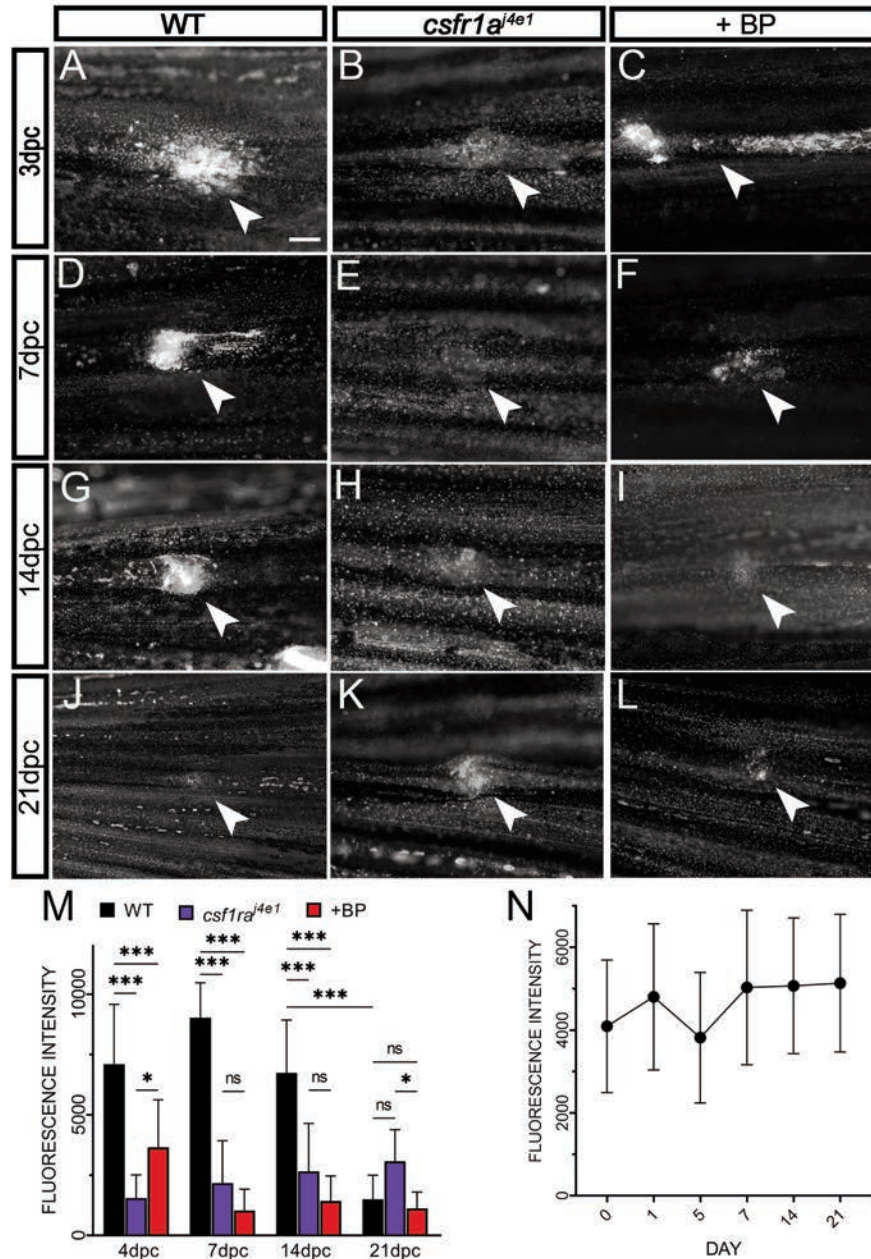 WT csfr1a^j4e1 + BP
3dpc
A B C
7dpc
D E F
14dpc
G H I
21dpc
J K L
M
WT csf1ra^j4e1 +BP
FLUORESCENCE INTENSITY
10000
5000
0
*** *** *
*** *** ns
*** *** ns
***
ns ns *
4dpc 7dpc 14dpc 21dpc
N
FLUORESCENCE INTENSITY
6000
4000
2000
0
0 1 5 7 14 21
DAY